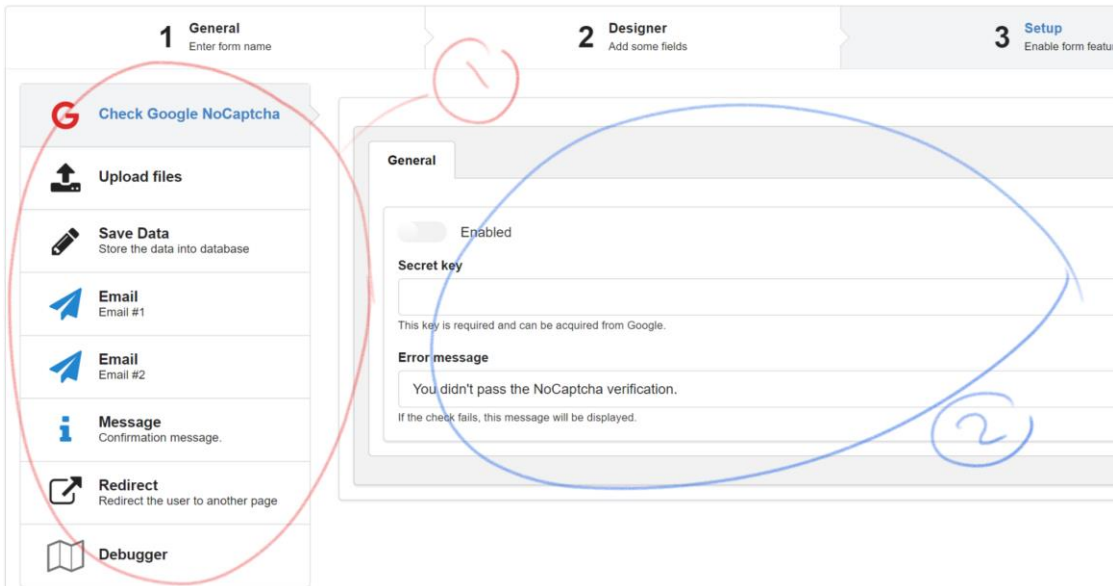 1
General
Enter form name
2
Designer
Add some fields
3
Setup
Enable form featur
1
Check Google NoCaptcha
Upload files
Save Data
Store the data into database
Email
Email #1
Email
Email #2
Message
Confirmation message.
Redirect
Redirect the user to another page
Debugger
General
Enabled
Secret key
This key is required and can be acquired from Google.
Error message
You didn't pass the NoCaptcha verification.
If the check fails, this message will be displayed.
2